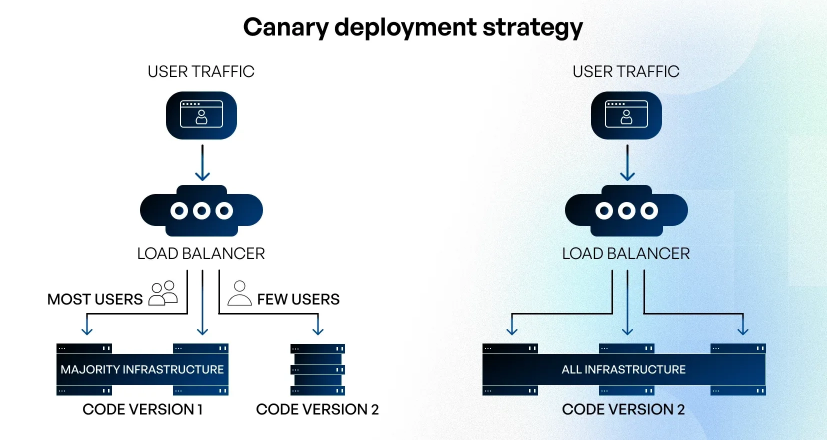 Canary deployment strategy
USER TRAFFIC
LOAD BALANCER
MOST USERS
FEW USERS
MAJORITY INFRASTRUCTURE
CODE VERSION 1
CODE VERSION 2
USER TRAFFIC
LOAD BALANCER
ALL INFRASTRUCTURE
CODE VERSION 2